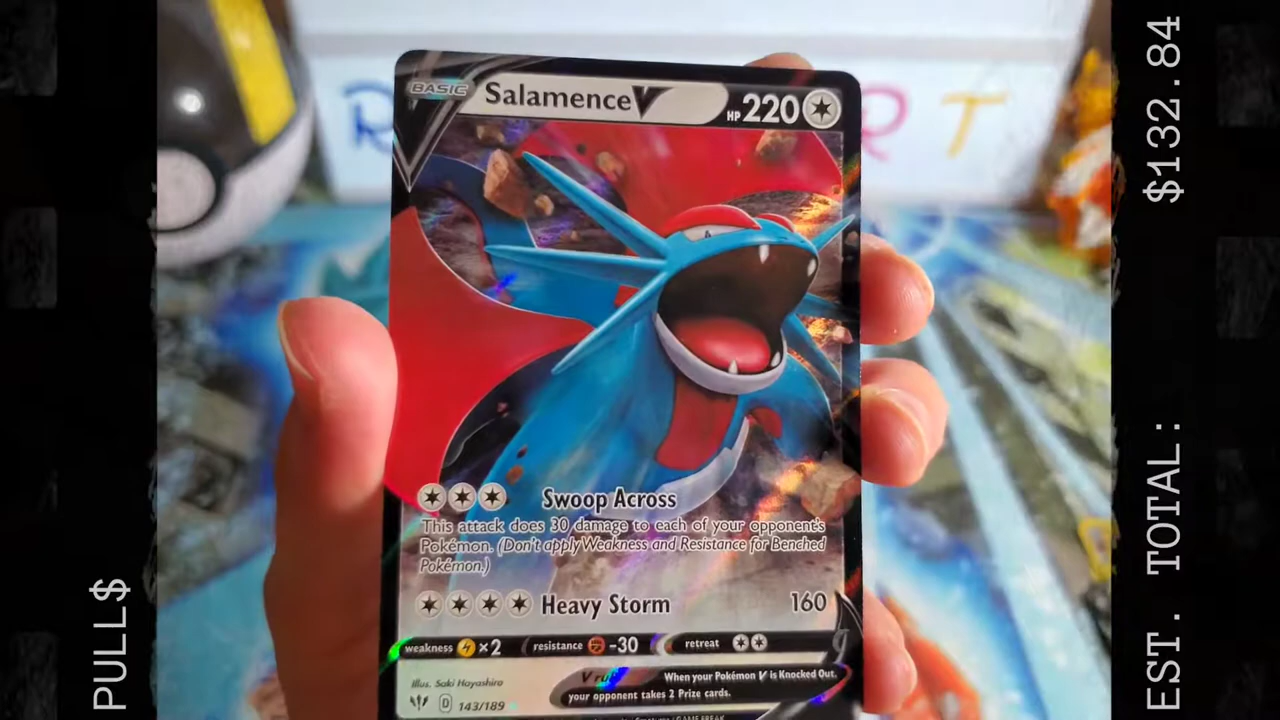 BASIC
Salamence V
HP 220
Swoop Across
This attack does 30 damage to each of your opponent's
Pokémon. (Don't apply Weakness and Resistance for Benched
Pokémon.)
Heavy Storm 160
weakness ×2 resistance -30 retreat
When your Pokémon V is Knocked Out,
your opponent takes 2 Prize cards.
Illus. Saki Hayashiro
D 143/189
R
R T
PULL$
EST. TOTAL: $132.84